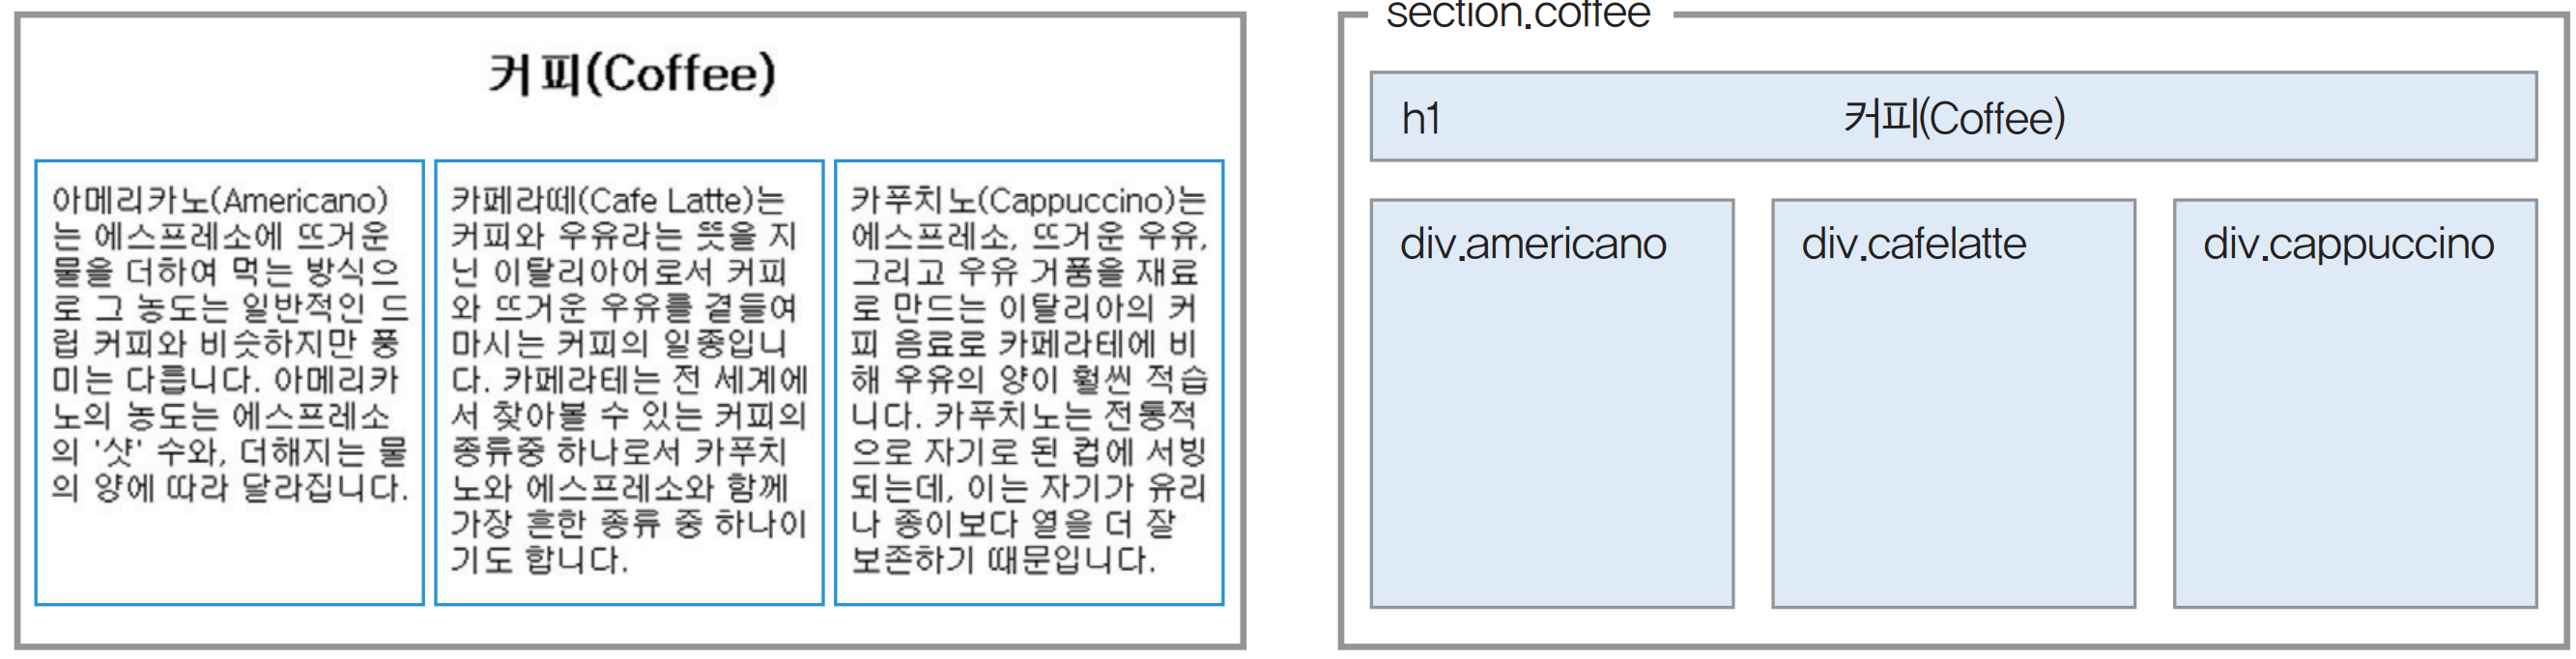 커피(Coffee)
아메리카노(Americano)
는 에스프레소에 뜨거운
물을 더하여 먹는 방식으
로 그 농도는 일반적인 드
립 커피와 비슷하지만 풍
미는 다릅니다. 아메리카
노의 농도는 에스프레소
의 '샷' 수와, 더해지는 물
의 양에 따라 달라집니다.
카페라떼(Cafe Latte)는
커피와 우유라는 뜻을 지
닌 이탈리아어로서 커피
와 뜨거운 우유를 곁들여
마시는 커피의 일종입니
다. 카페라테는 전 세계에
서 찾아볼 수 있는 커피의
종류중 하나로서 카푸치
노와 에스프레소와 함께
가장 흔한 종류 중 하나이
기도 합니다.
카푸치노(Cappuccino)는
에스프레소, 뜨거운 우유,
그리고 우유 거품을 재료
로 만드는 이탈리아의 커
피 음료로 카페라테에 비
해 우유의 양이 훨씬 적습
니다. 카푸치노는 전통적
으로 자기로 된 컵에 서빙
되는데, 이는 자기가 유리
나 종이보다 열을 더 잘
보존하기 때문입니다.
section.coffee
h1 커피(Coffee)
div.americano
div.cafelatte
div.cappuccino